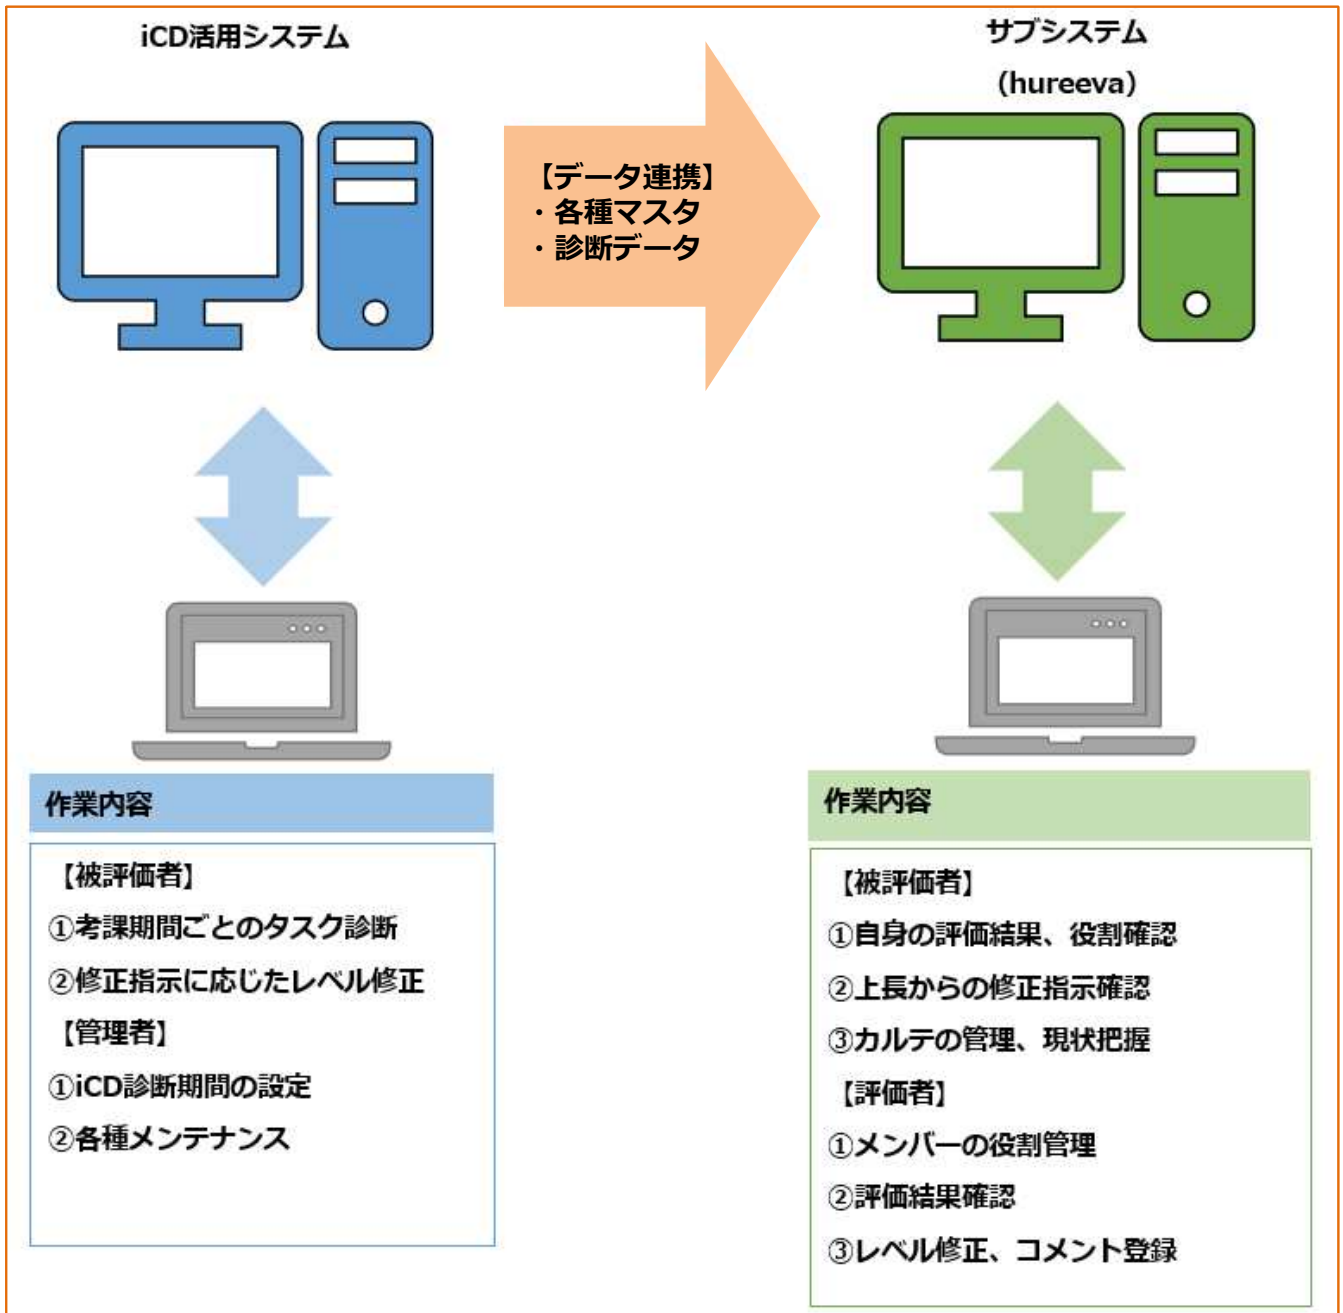 iCD活用システム
サブシステム
（hureeva）
【データ連携】
・各種マスタ
・診断データ
作業内容
【被評価者】
①考課期間ごとのタスク診断
②修正指示に応じたレベル修正
【管理者】
①iCD診断期間の設定
②各種メンテナンス
作業内容
【被評価者】
①自身の評価結果、役割確認
②上長からの修正指示確認
③カルテの管理、現状把握
【評価者】
①メンバーの役割管理
②評価結果確認
③レベル修正、コメント登録